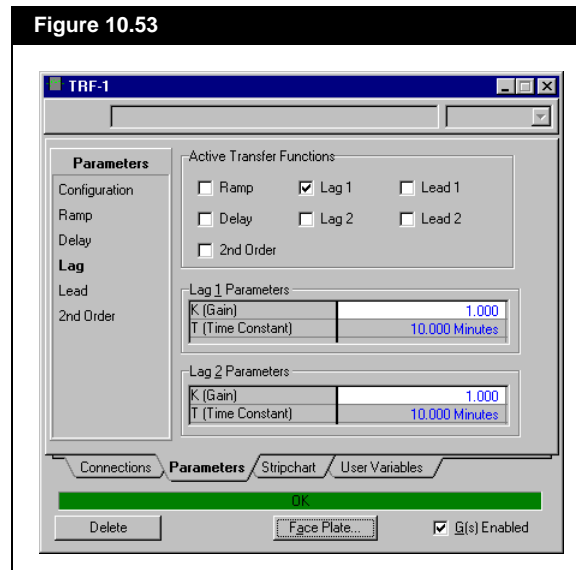 Figure 10.53
TRF-1
Parameters
Configuration
Ramp
Delay
Lag
Lead
2nd Order
Active Transfer Functions
Ramp Lag 1 Lead 1
Delay Lag 2 Lead 2
2nd Order
Lag 1 Parameters
K (Gain) 1.000
T (Time Constant) 10.000 Minutes
Lag 2 Parameters
K (Gain) 1.000
T (Time Constant) 10.000 Minutes
Connections Parameters Stripchart User Variables
OK
Delete Face Plate... G(s) Enabled